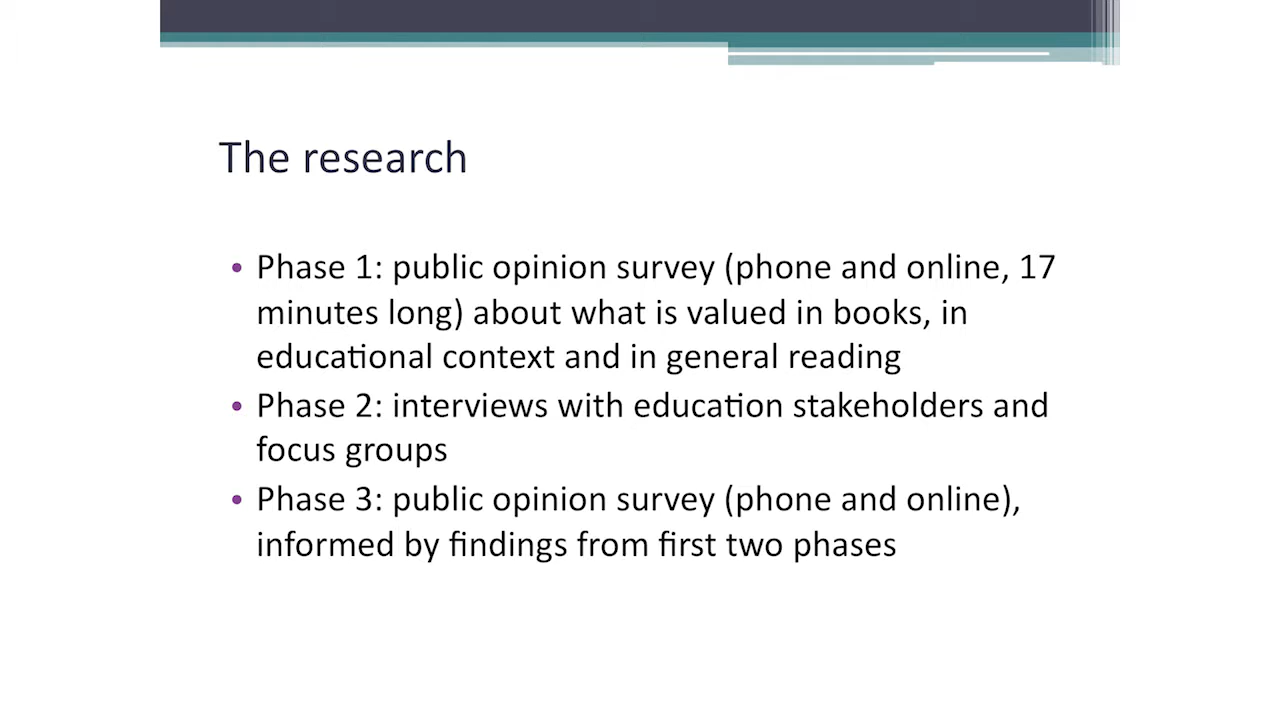 The research
• Phase 1: public opinion survey (phone and online, 17
minutes long) about what is valued in books, in
educational context and in general reading
• Phase 2: interviews with education stakeholders and
focus groups
• Phase 3: public opinion survey (phone and online),
informed by findings from first two phases